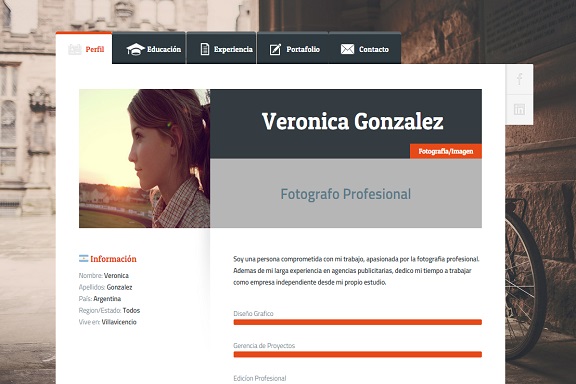 Perfil
Educación
Experiencia
Portafolio
Contacto
Veronica Gonzalez
Fotografía/Imagen
Fotografo Profesional
Información
Nombre: Veronica
Apellidos: Gonzalez
País: Argentina
Region/Estado: Todos
Vive en: Villavicencio
Soy una persona comprometida con mi trabajo, apasionada por la fotografía profesional.
Ademas de mi larga experiencia en agencias publicitarias, dedico mi tiempo a trabajar
como empresa independiente desde mi propio estudio.
Diseño Grafico
Gerencia de Proyectos
Edicíon Profesional